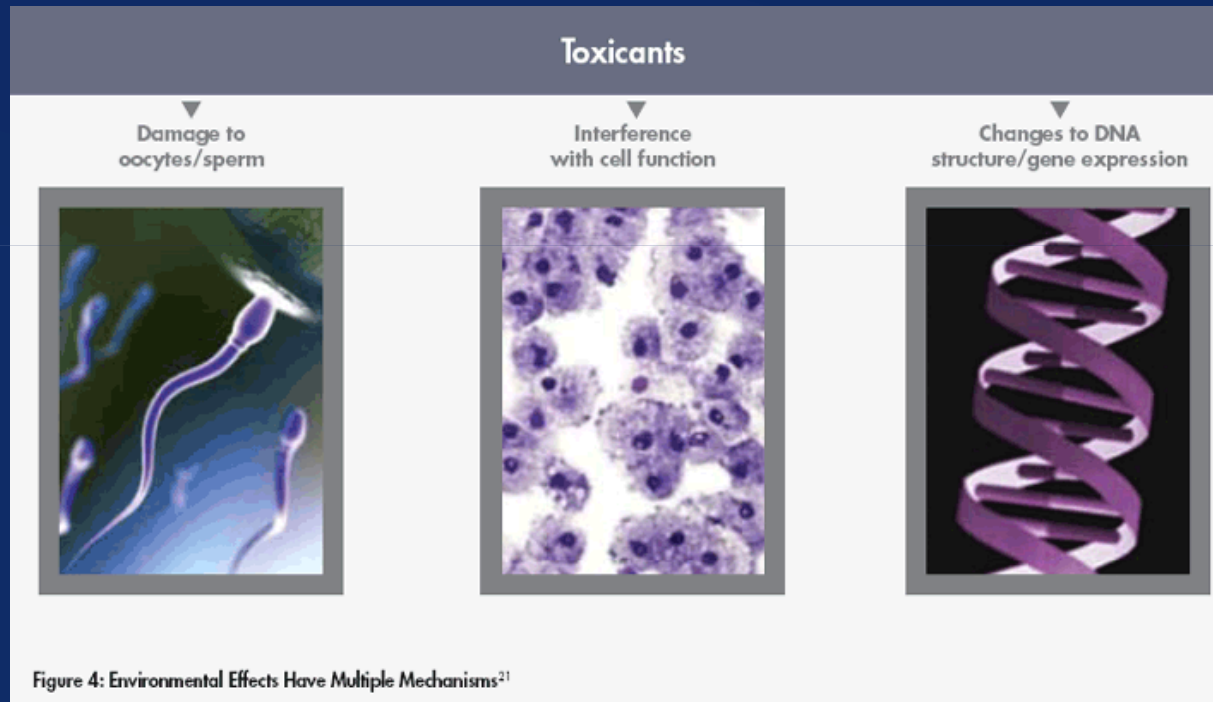 Toxicants
Damage to
oocytes/sperm
Interference
with cell function
Changes to DNA
structure/gene expression
Figure 4: Environmental Effects Have Multiple Mechanisms²¹